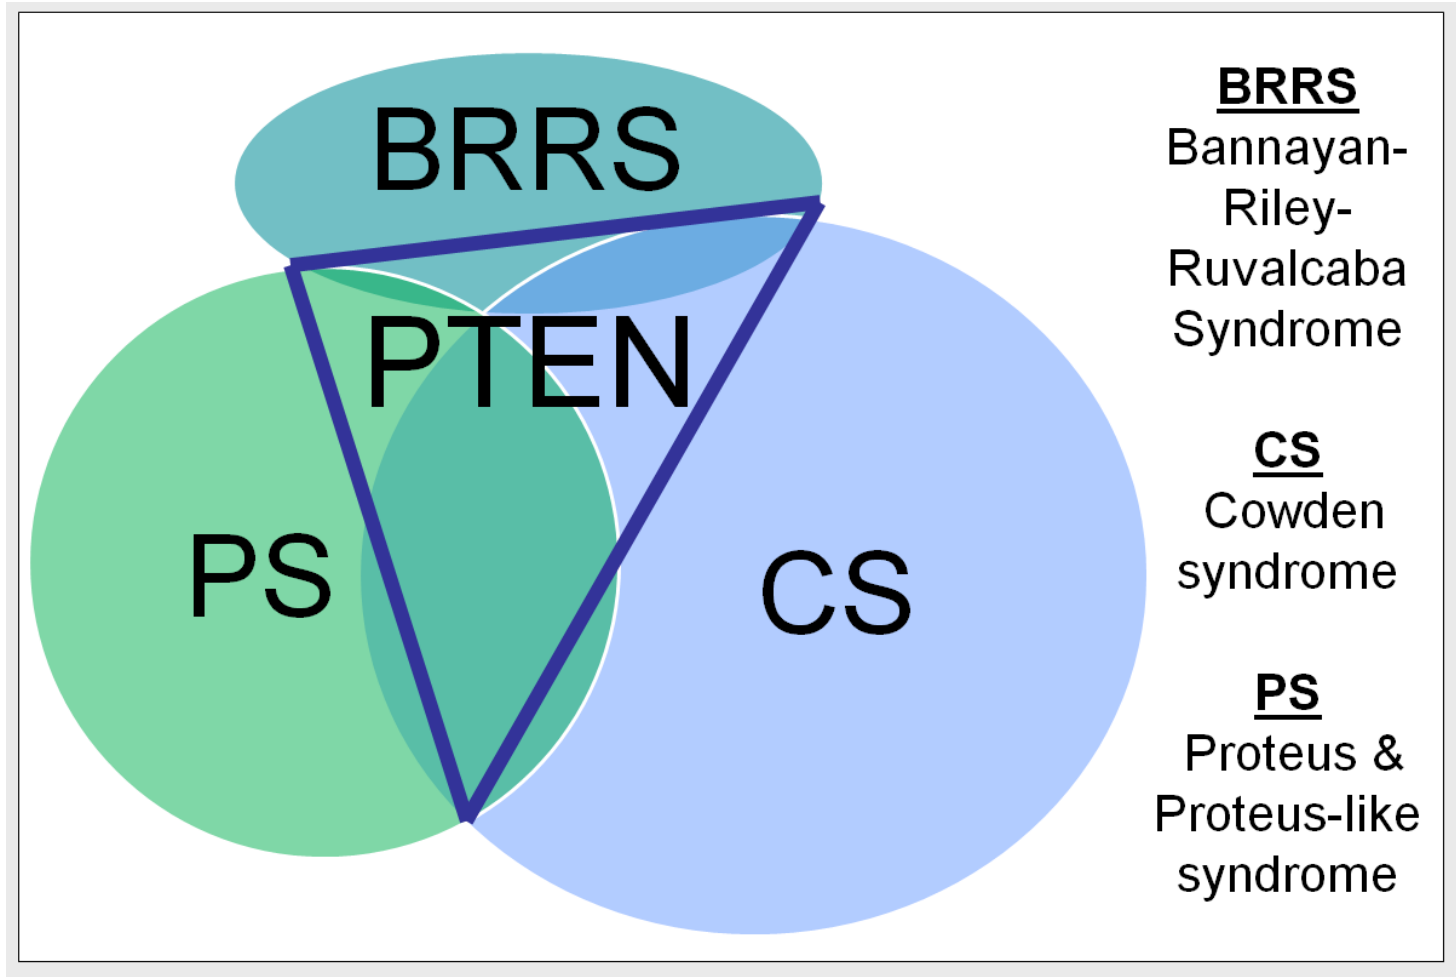 BRRS
PTEN
PS
CS
BRRS
Bannayan-
Riley-
Ruvalcaba
Syndrome
CS
Cowden
syndrome
PS
Proteus &
Proteus-like
syndrome